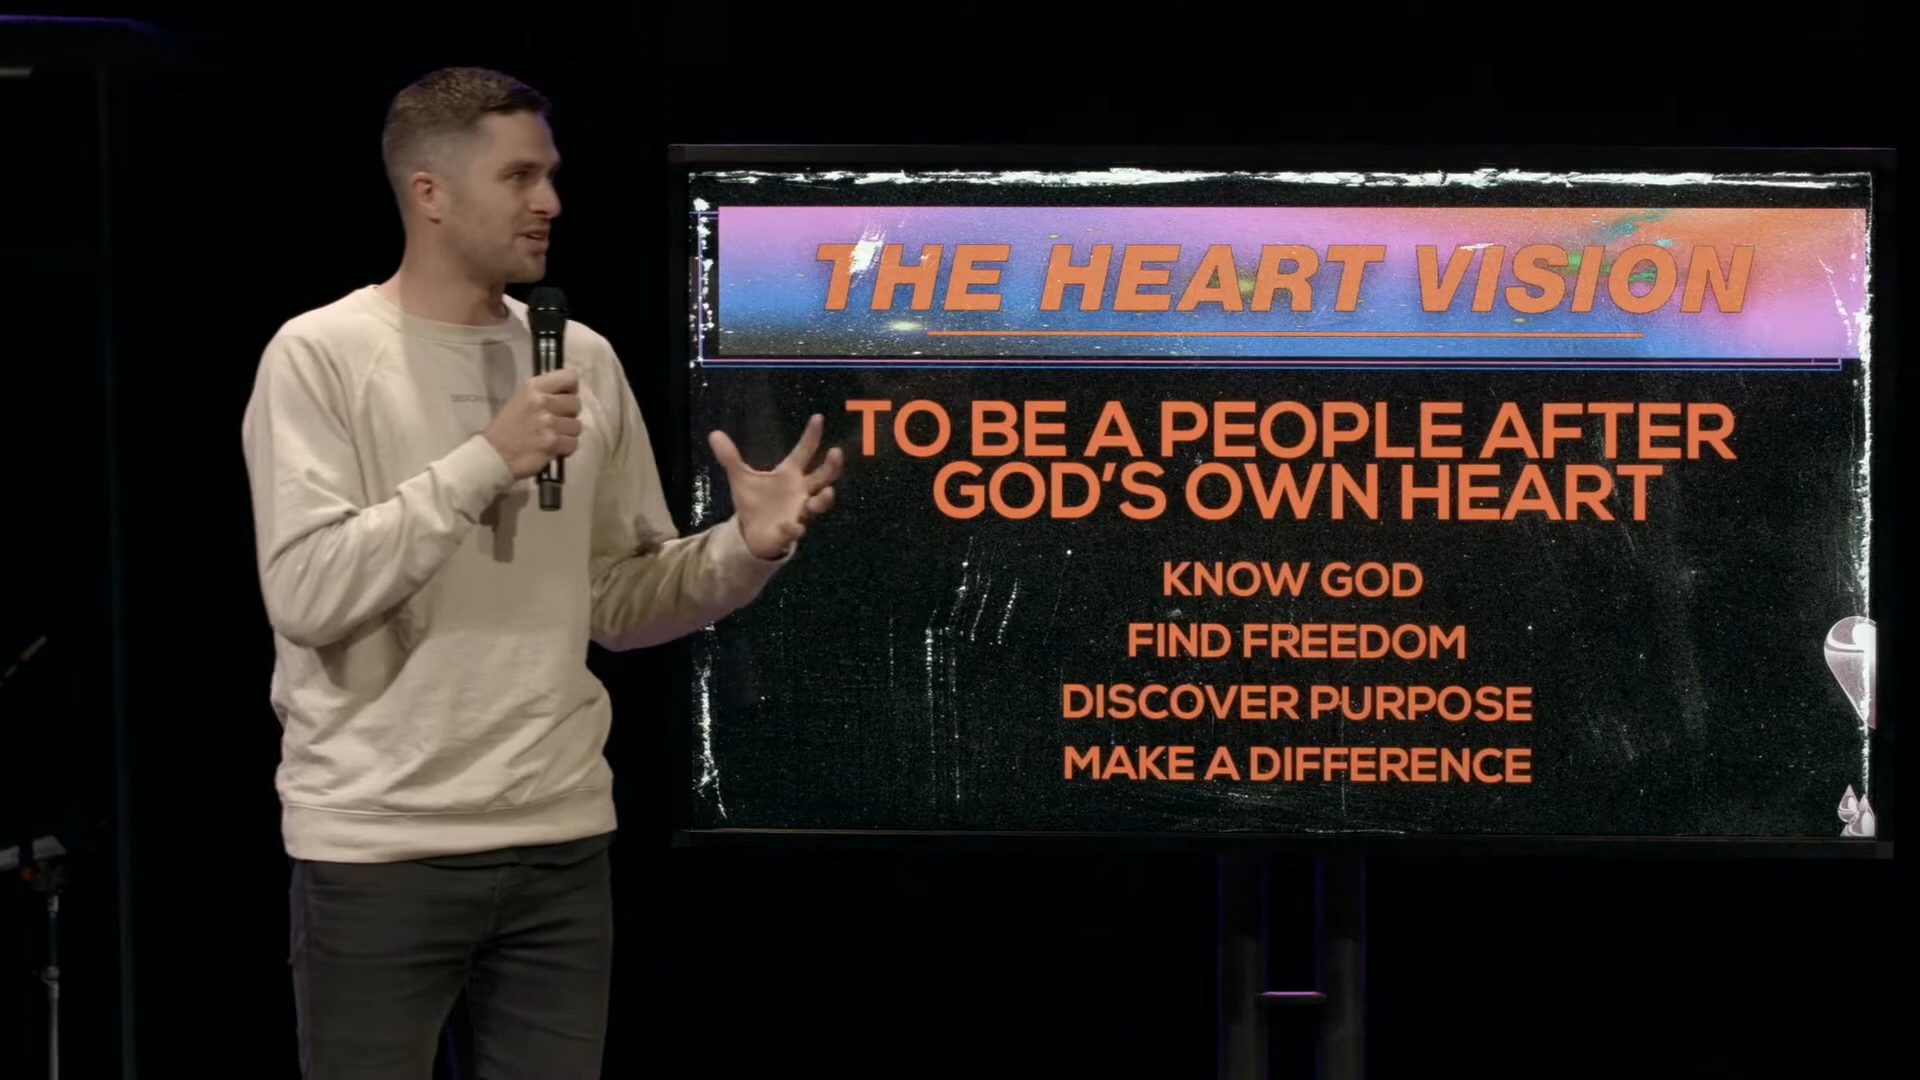 THE HEART VISION
TO BE A PEOPLE AFTER
GOD'S OWN HEART
KNOW GOD
FIND FREEDOM
DISCOVER PURPOSE
MAKE A DIFFERENCE